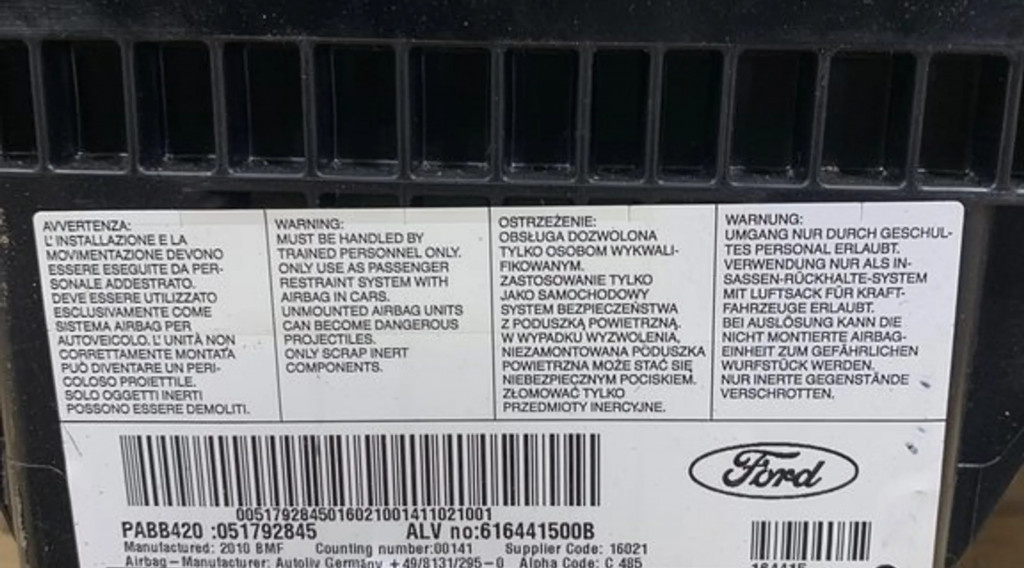 AVVERTENZA:
L' INSTALLAZIONE E LA
MOVIMENTAZIONE DEVONO
ESSERE ESEGUITE DA PER-
SONALE ADDESTRATO.
DEVE ESSERE UTILIZZATO
ESCLUSIVAMENTE COME
SISTEMA AIRBAG PER
AUTOVEICOLO. L' UNITÀ NON
CORRETTAMENTE MONTATA
PUÒ DIVENTARE UN PERI-
COLOSO PROIETTILE.
SOLO OGGETTI INERTI
POSSONO ESSERE DEMOLITI.
WARNING:
MUST BE HANDLED BY
TRAINED PERSONNEL ONLY.
ONLY USE AS PASSENGER
RESTRAINT SYSTEM WITH
AIRBAG IN CARS.
UNMOUNTED AIRBAG UNITS
CAN BECOME DANGEROUS
PROJECTILES.
ONLY SCRAP INERT
COMPONENTS.
OSTRZEŻENIE:
OBSŁUGA DOZWOLONA
TYLKO OSOBOM WYKWALI-
FIKOWANYM.
ZASTOSOWANIE TYLKO
JAKO SAMOCHODOWY
SYSTEM BEZPIECZEŃSTWA
Z PODUSZKĄ POWIETRZNĄ.
W WYPADKU WYZWOLENIA,
NIEZAMONTOWANA PODUSZKA
POWIETRZNA MOŻE STAĆ SIĘ
NIEBEZPIECZNYM POCISKIEM.
ZŁOMOWAĆ TYLKO
PRZEDMIOTY INERCYJNE.
WARNUNG:
UMGANG NUR DURCH GESCHUL-
TES PERSONAL ERLAUBT.
VERWENDUNG NUR ALS IN-
SASSEN-RÜCKHALTE-SYSTEM
MIT LUFTSACK FÜR KRAFT-
FAHRZEUGE ERLAUBT.
BEI AUSLÖSUNG KANN DIE
NICHT MONTIERTE AIRBAG-
EINHEIT ZUM GEFÄHRLICHEN
WURFSTÜCK WERDEN.
NUR INERTE GEGENSTÄNDE
VERSCHROTTEN.
Ford
0051792845016021001411021001
PABB420 :051792845 ALV no:616441500B
Manufactured: 2010 BMF Counting number:00141 Supplier Code: 16021
Airbag-Manufacturer: Autoliv Germany +49/8131/295-0 Alpha Code: C 485